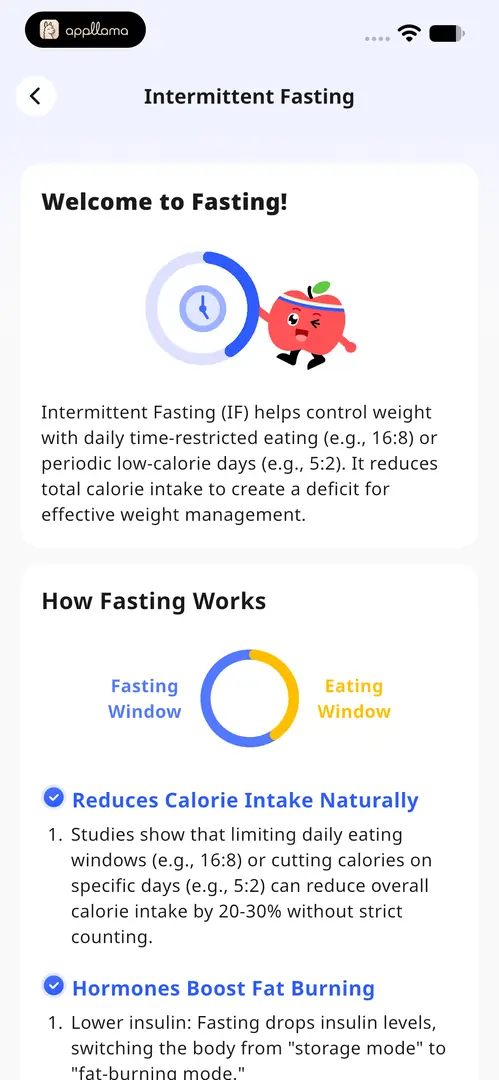 appllama
Intermittent Fasting
Welcome to Fasting!
Intermittent Fasting (IF) helps control weight
with daily time-restricted eating (e.g., 16:8) or
periodic low-calorie days (e.g., 5:2). It reduces
total calorie intake to create a deficit for
effective weight management.
How Fasting Works
Fasting
Window
Eating
Window
Reduces Calorie Intake Naturally
1. Studies show that limiting daily eating
windows (e.g., 16:8) or cutting calories on
specific days (e.g., 5:2) can reduce overall
calorie intake by 20-30% without strict
counting.
Hormones Boost Fat Burning
1. Lower insulin: Fasting drops insulin levels,
switching the body from "storage mode" to
"fat-burning mode."